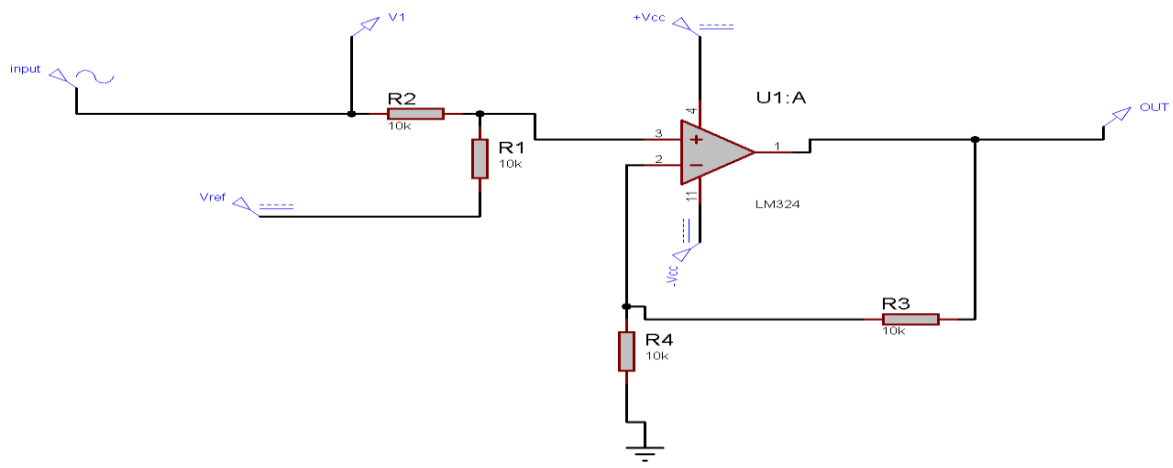 V1
+Vcc
input
U1:A
OUT
R2
10k
4
R1
10k
3
1
2
Vref
11
LM324
-Vcc
R3
10k
R4
10k